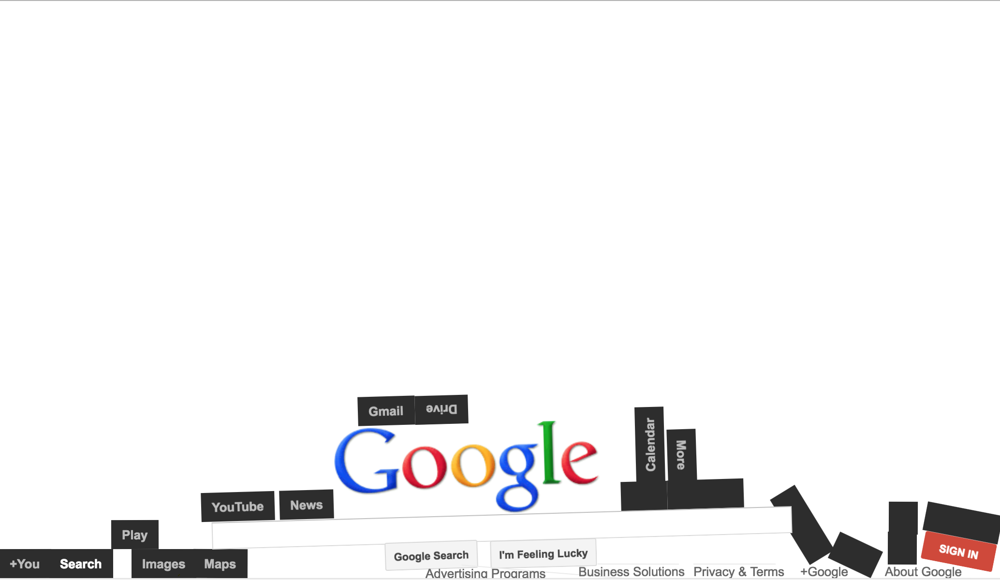 Gmail
Drive
Google
Calendar
More
YouTube
News
Play
+You
Search
Images
Maps
Google Search
I'm Feeling Lucky
SIGN IN
Advertising Programs
Business Solutions
Privacy & Terms
+Google
About Google